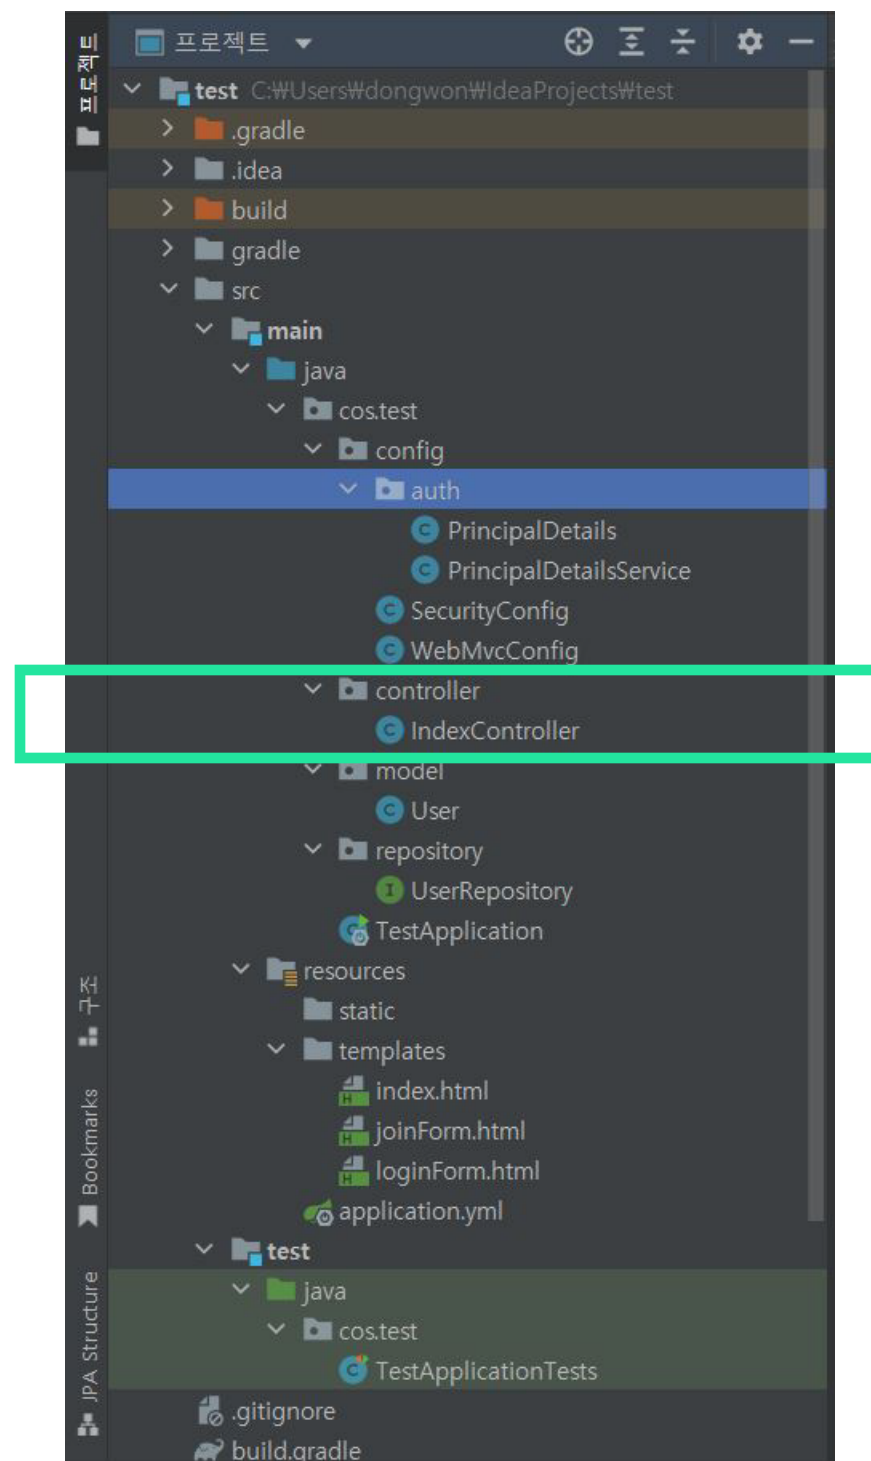 프로젝트
프로젝트
test C:₩Users₩dongwon₩IdeaProjects₩test
.gradle
.idea
build
gradle
src
main
java
cos.test
config
auth
PrincipalDetails
PrincipalDetailsService
SecurityConfig
WebMvcConfig
controller
IndexController
model
User
repository
UserRepository
TestApplication
resources
static
templates
index.html
joinForm.html
loginForm.html
application.yml
test
java
cos.test
TestApplicationTests
.gitignore
build.gradle
구조
Bookmarks
JPA Structure